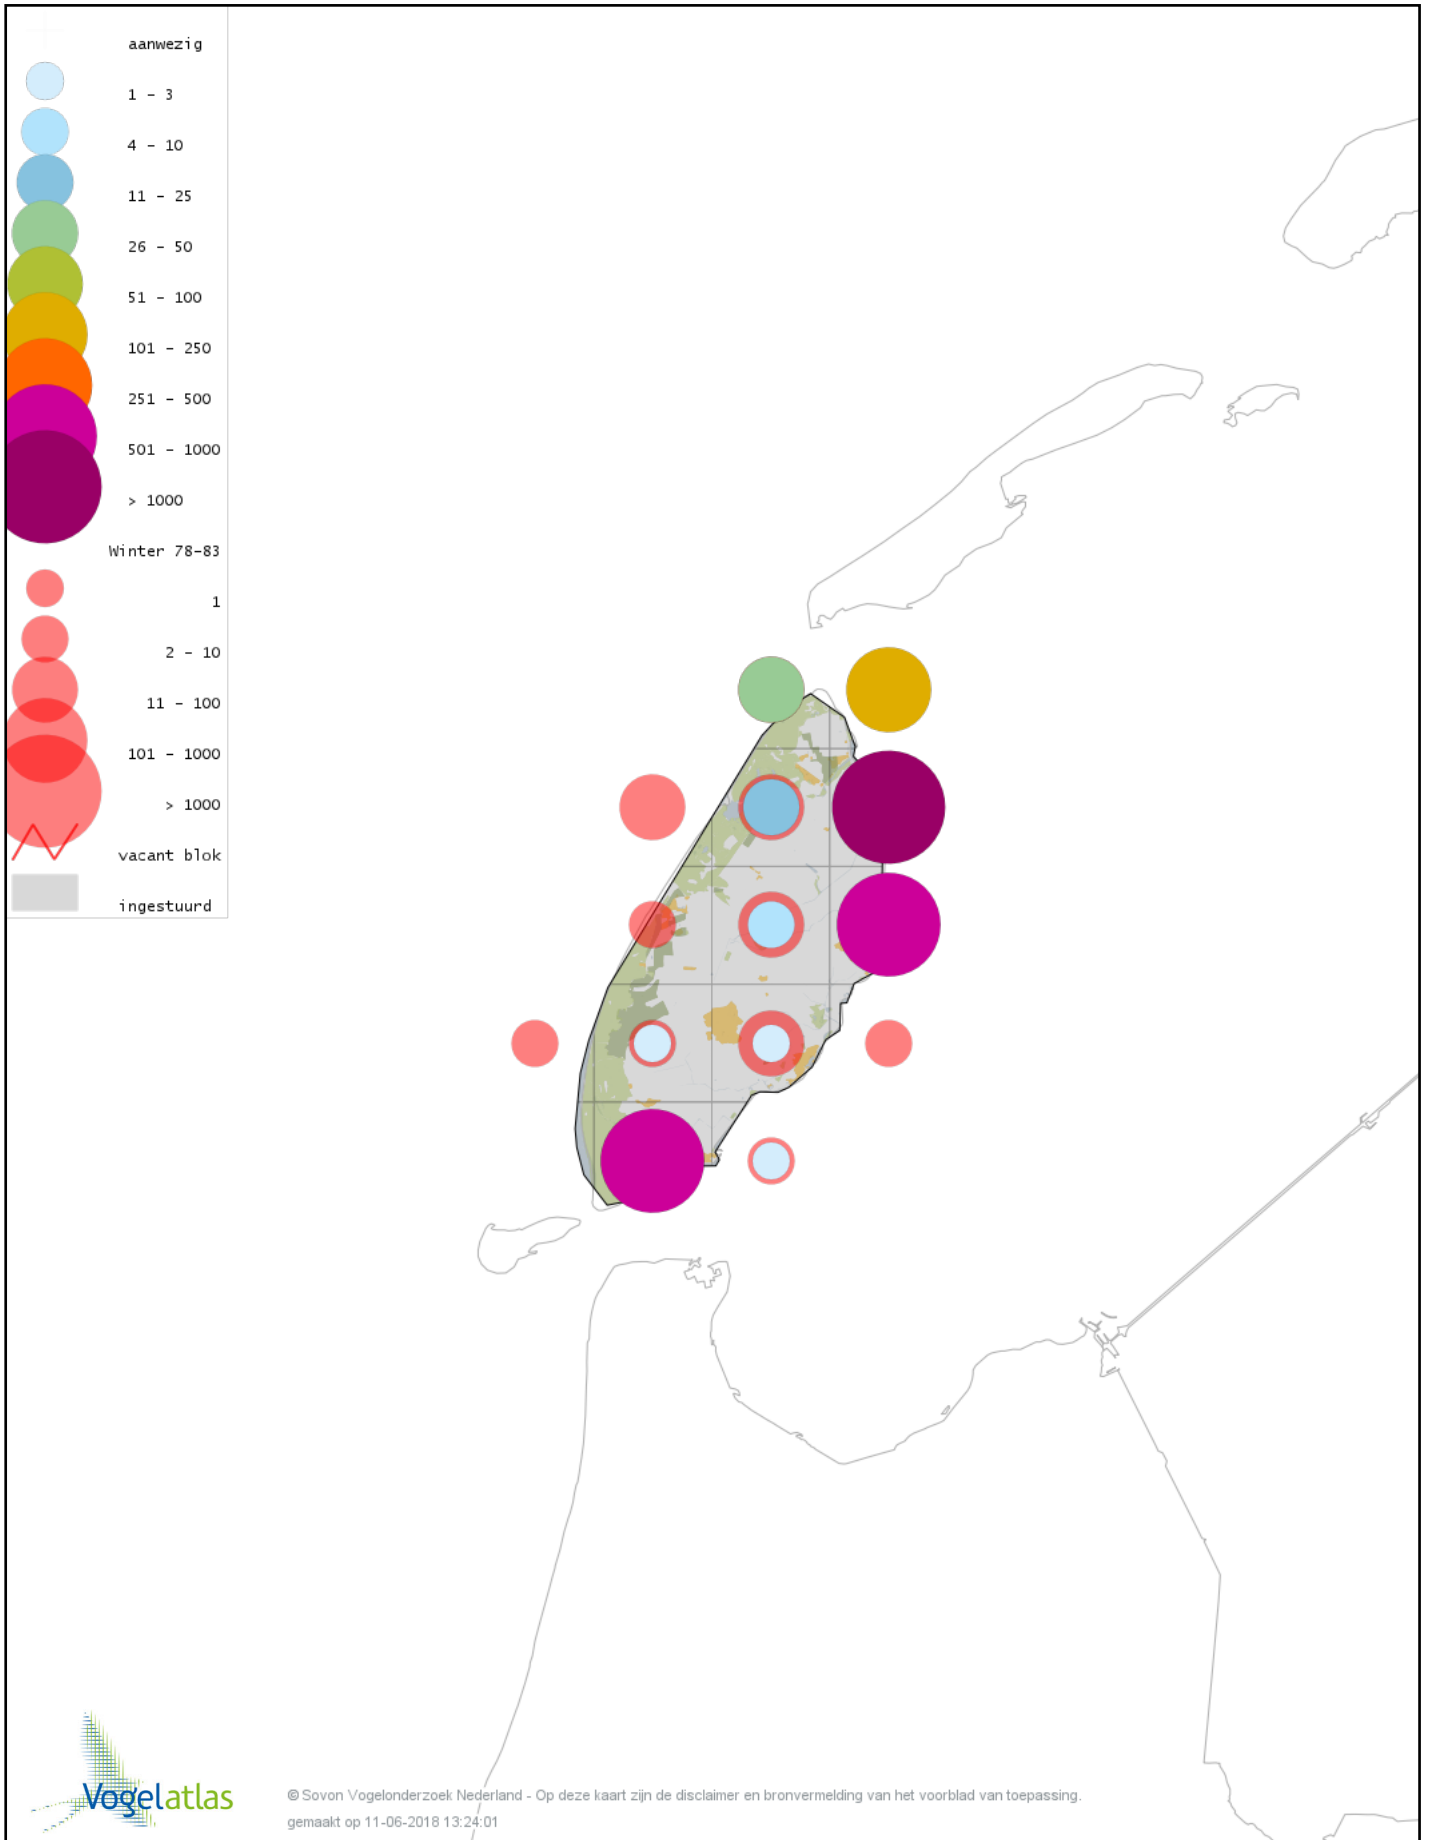 aanwezig
1 - 3
4 - 10
11 - 25
26 - 50
51 - 100
101 - 250
251 - 500
501 - 1000
> 1000
Winter 78-83
1
2 - 10
11 - 100
101 - 1000
> 1000
vacant blok
ingestuurd
Vogelatlas
© Sovon Vogelonderzoek Nederland - Op deze kaart zijn de disclaimer en bronvermelding van het voorblad van toepassing.
gemaakt op 11-06-2018 13:24:01